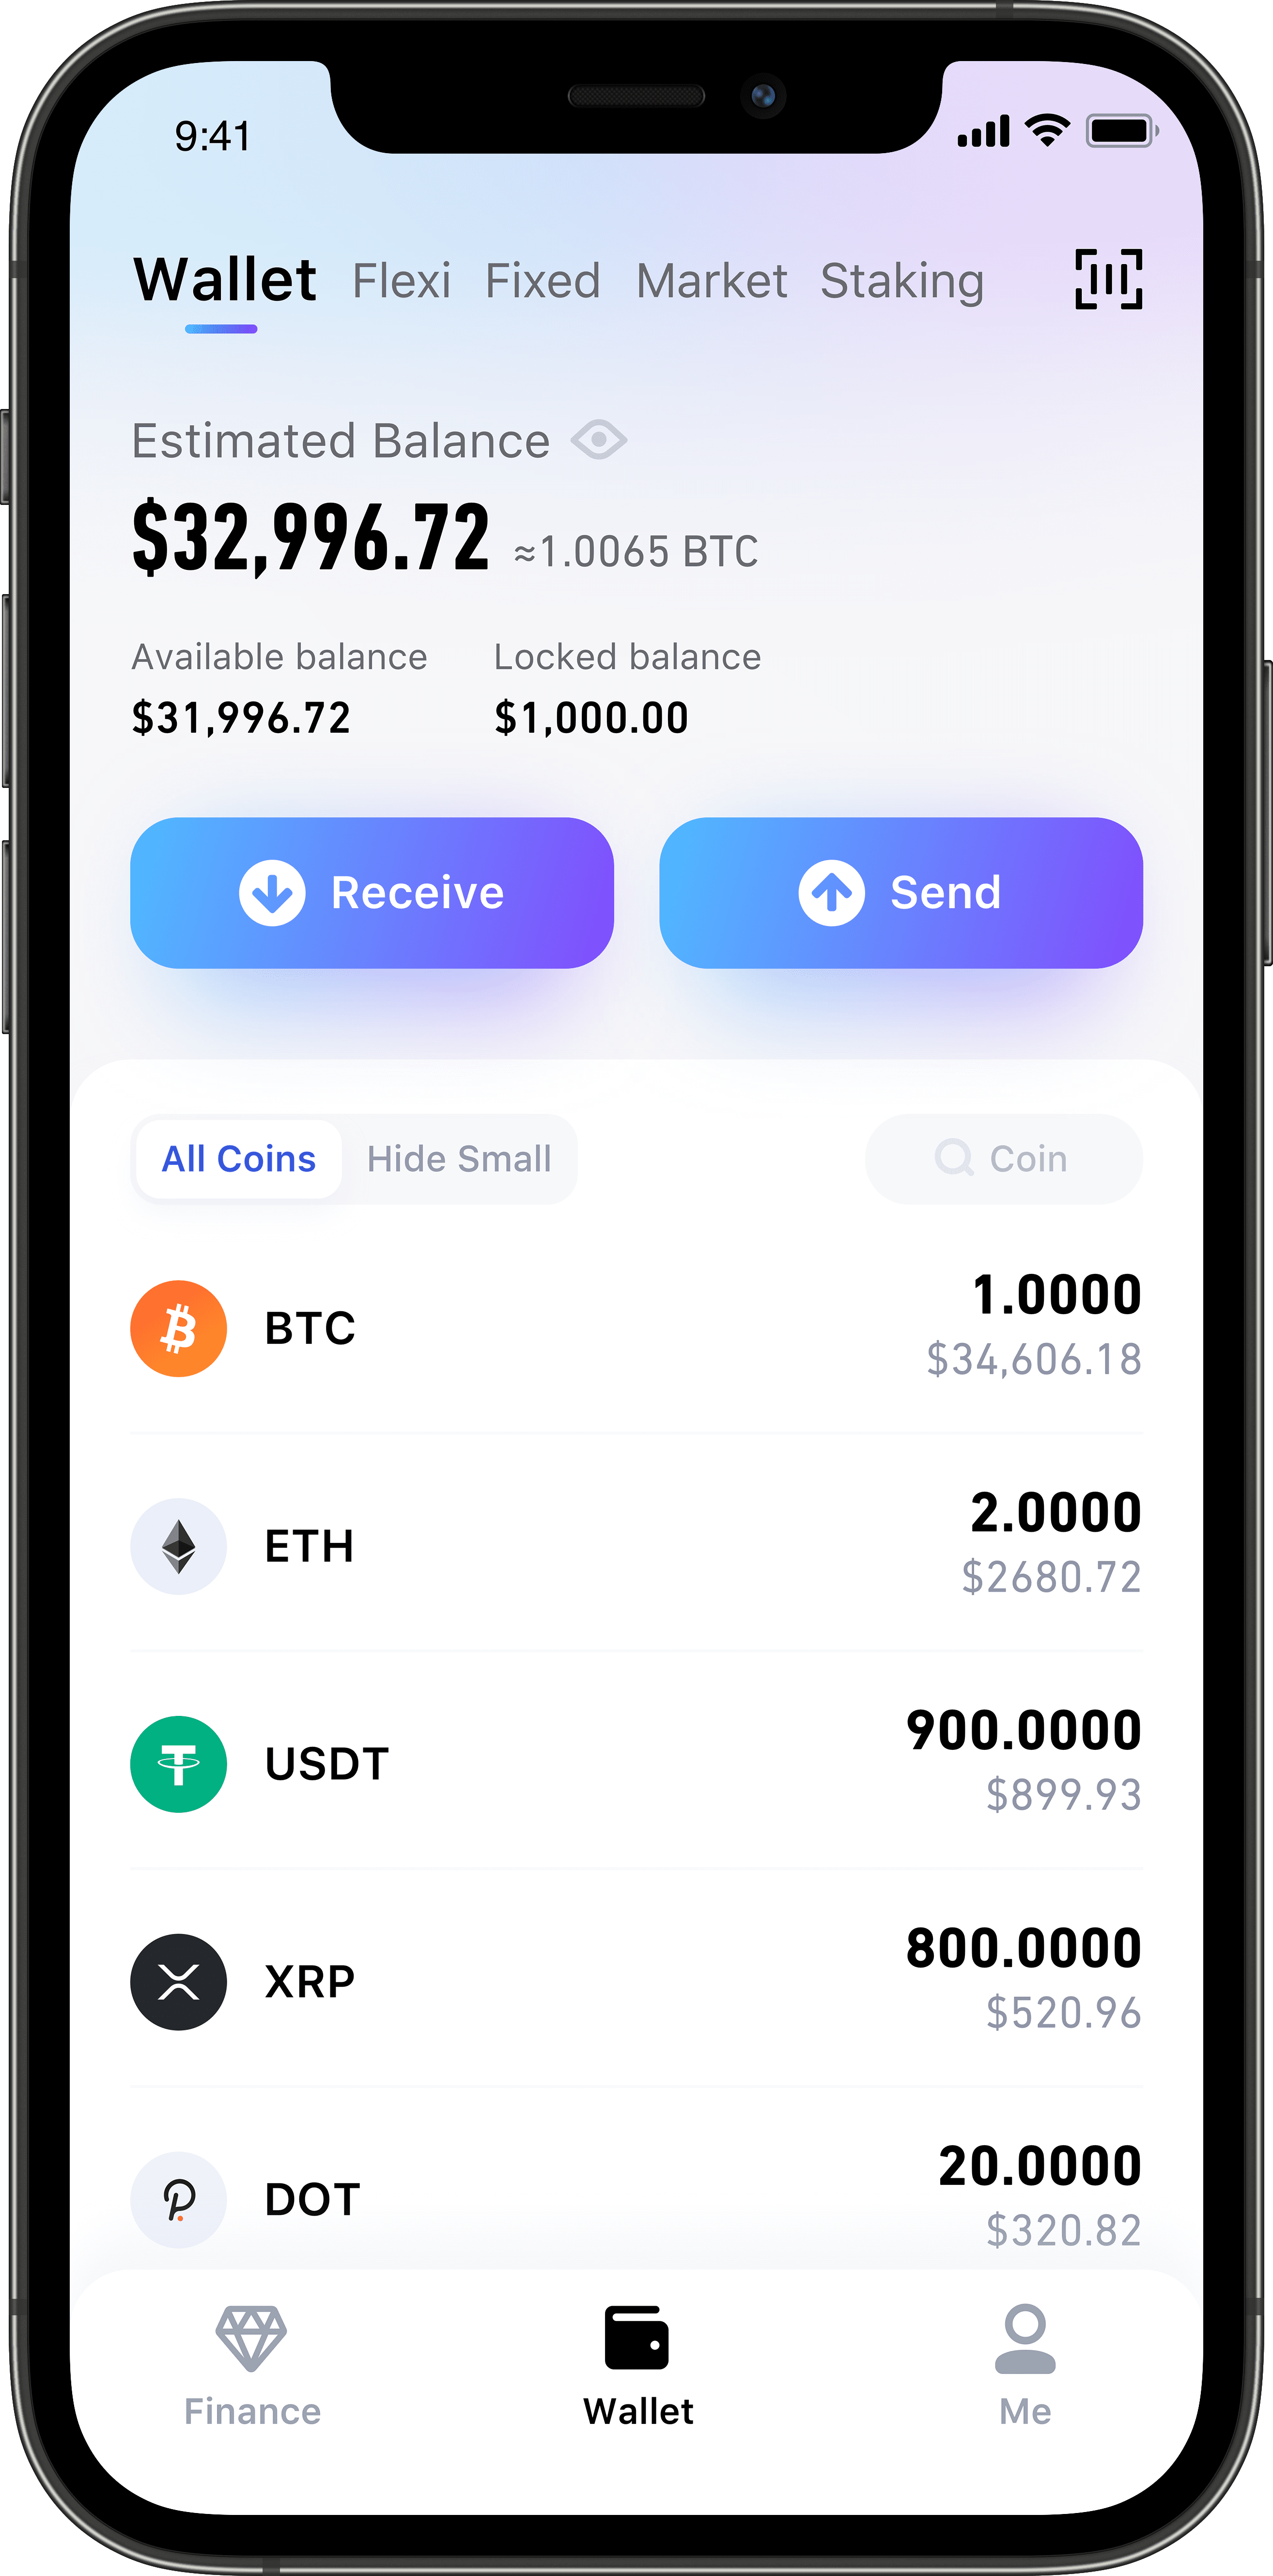 9:41
Wallet Flexi Fixed Market Staking
Estimated Balance
$32,996.72 ≈1.0065 BTC
Available balance Locked balance
$31,996.72 $1,000.00
Receive Send
All Coins Hide Small Coin
1.0000
BTC
$34,606.18
2.0000
ETH
$2680.72
900.0000
USDT
$899.93
800.0000
XRP
$520.96
20.0000
DOT
$320.82
Finance Wallet Me